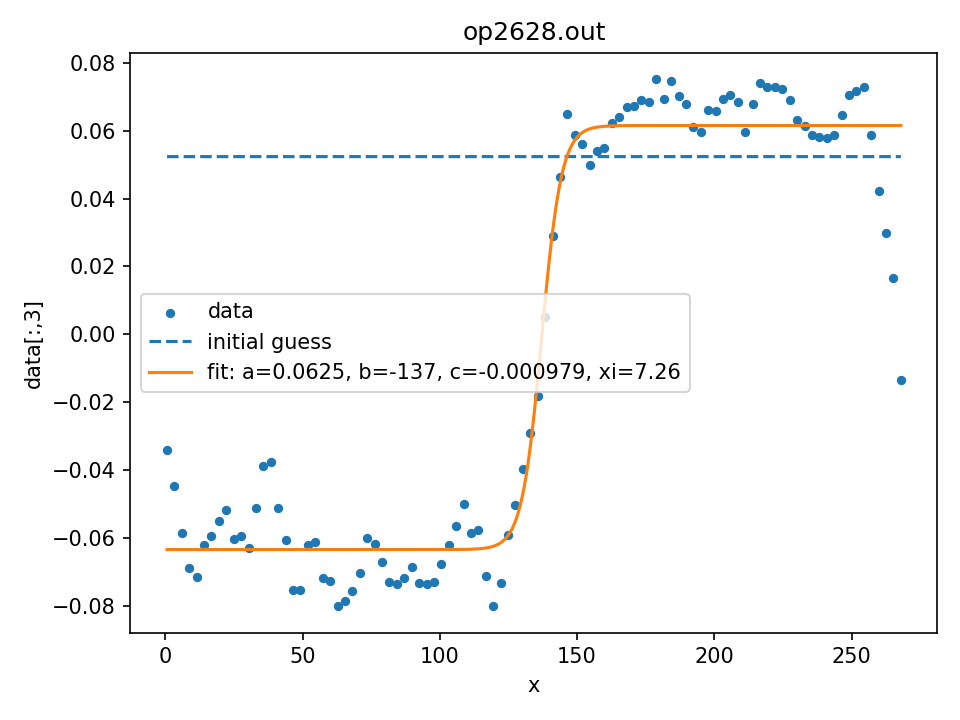 op2628.out
0.08
0.06
0.04
0.02
0.00
−0.02
−0.04
−0.06
−0.08
data[:,3]
data
initial guess
fit: a=0.0625, b=-137, c=-0.000979, xi=7.26
0 50 100 150 200 250
x